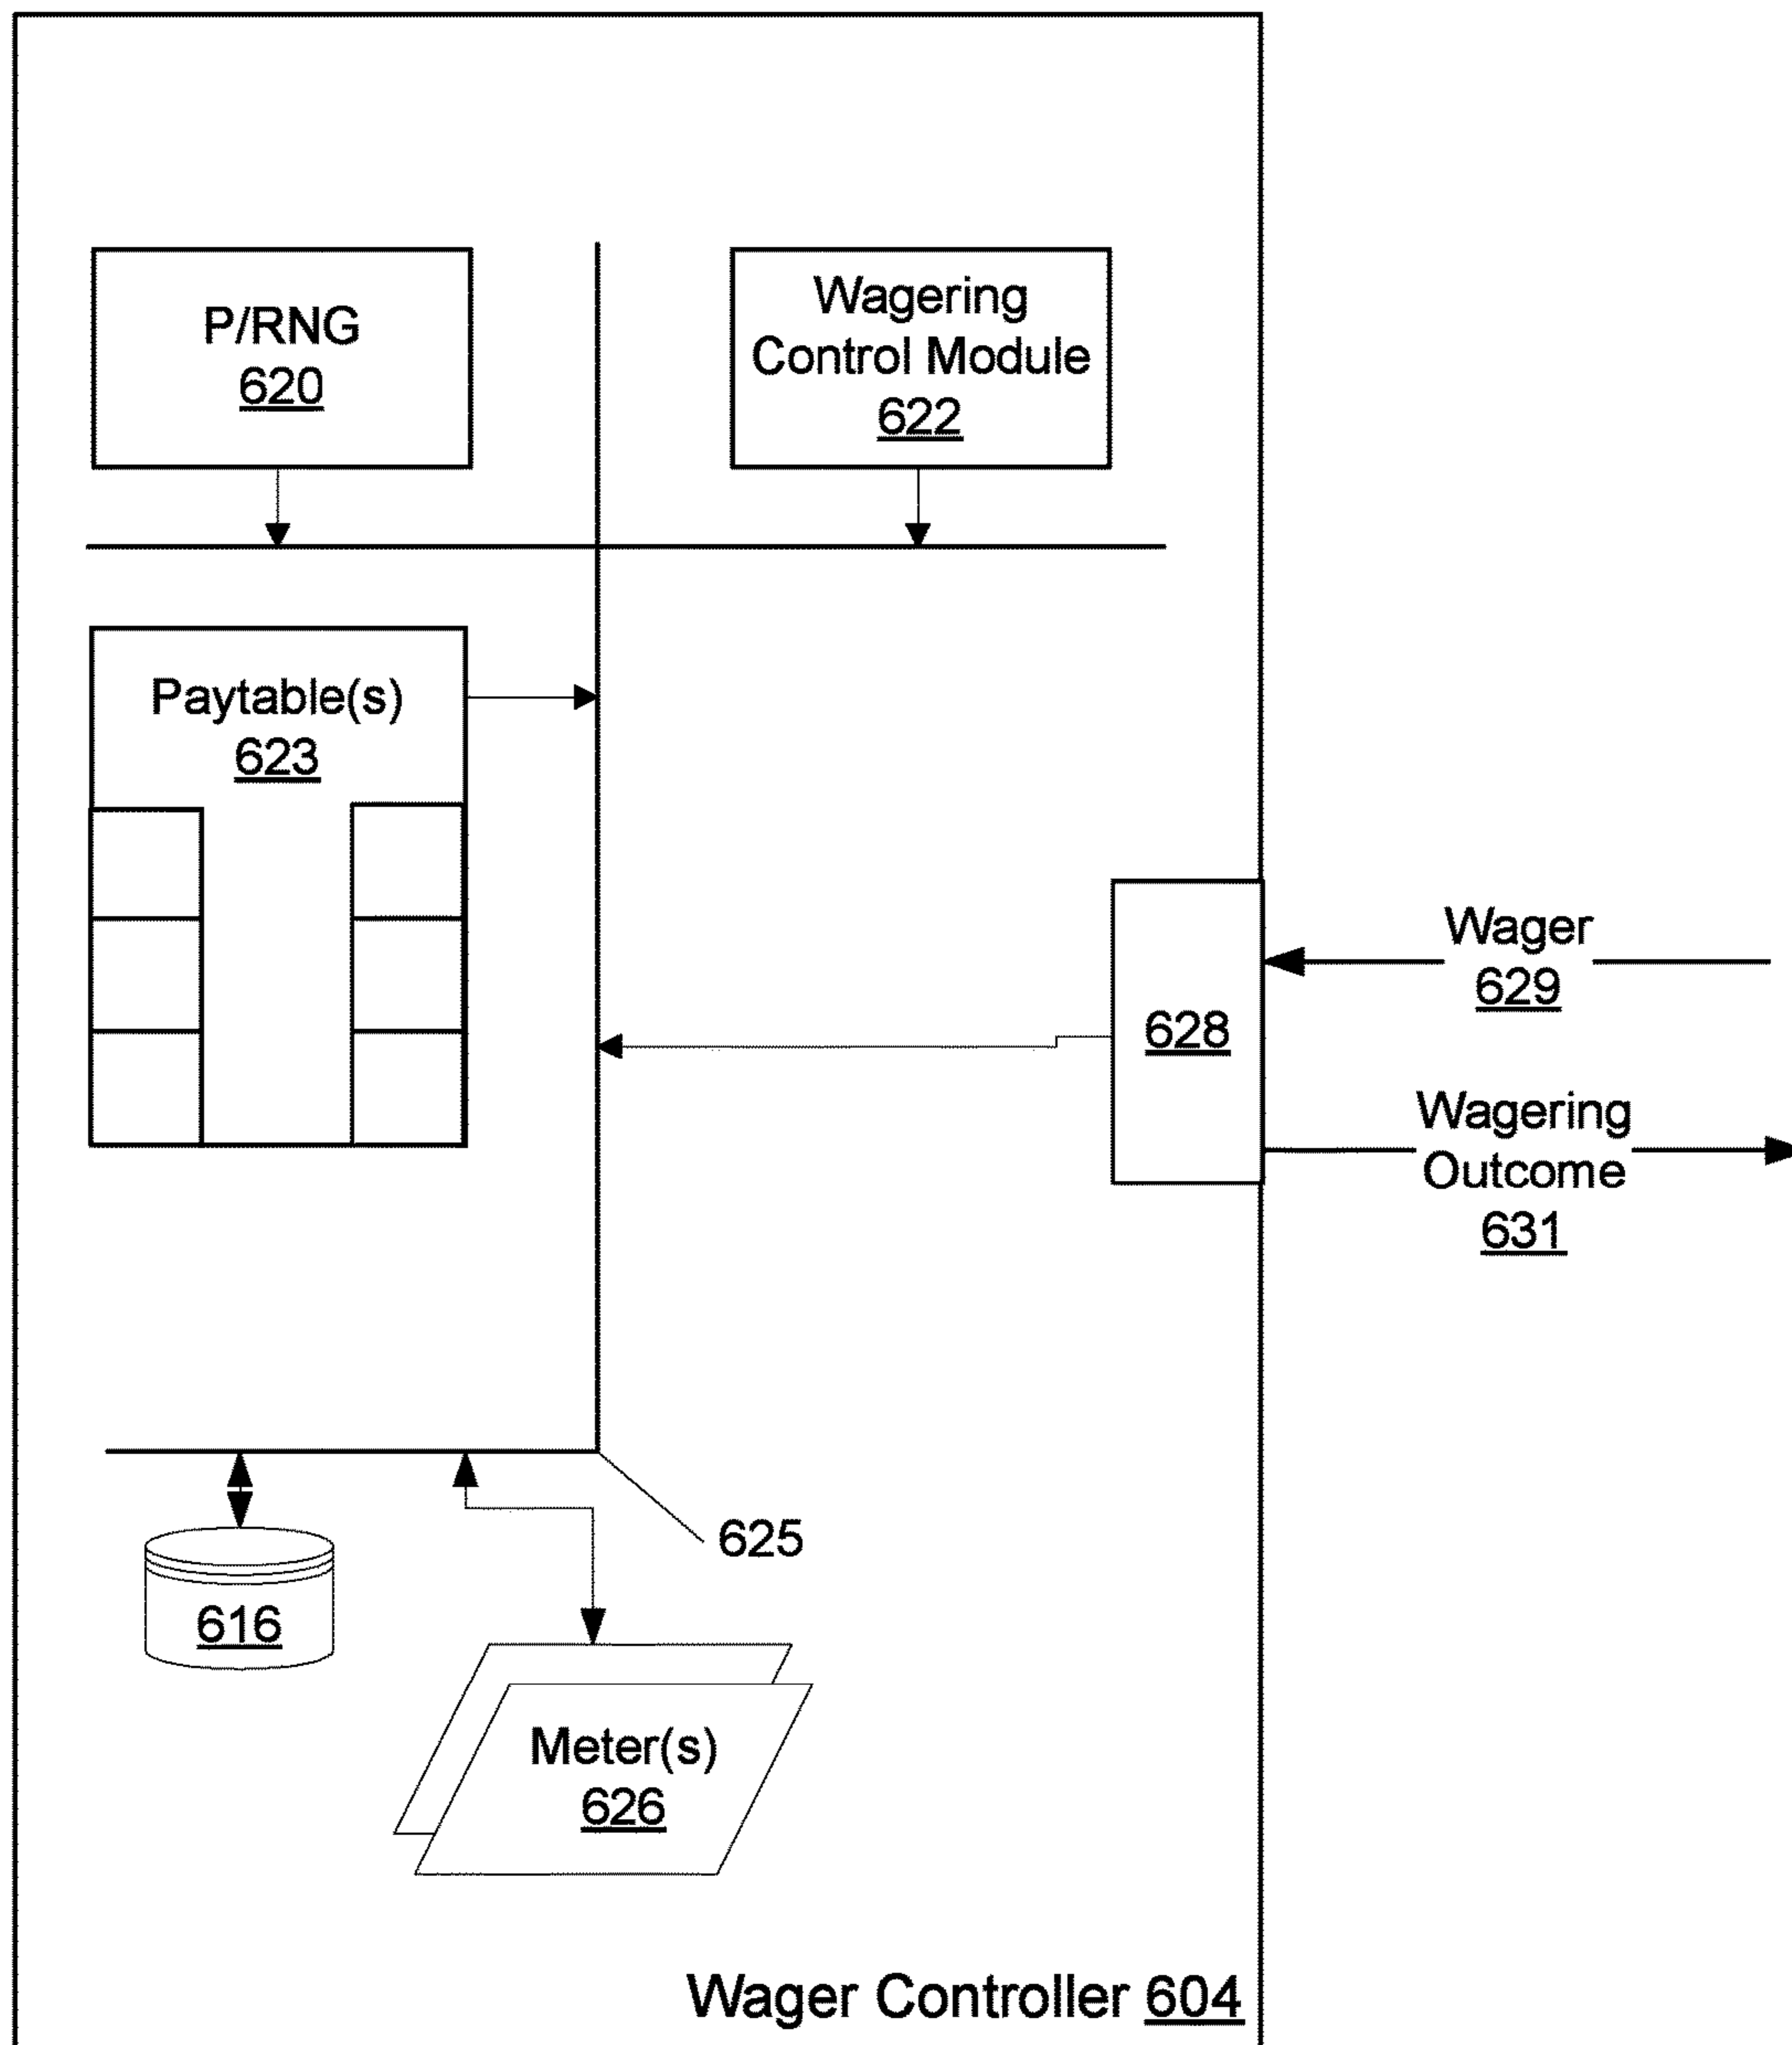 P/RNG
620
Wagering
Control Module
622
Paytable(s)
623
Wager
629
628
Wagering
Outcome
631
625
616
Meter(s)
626
Wager Controller 604